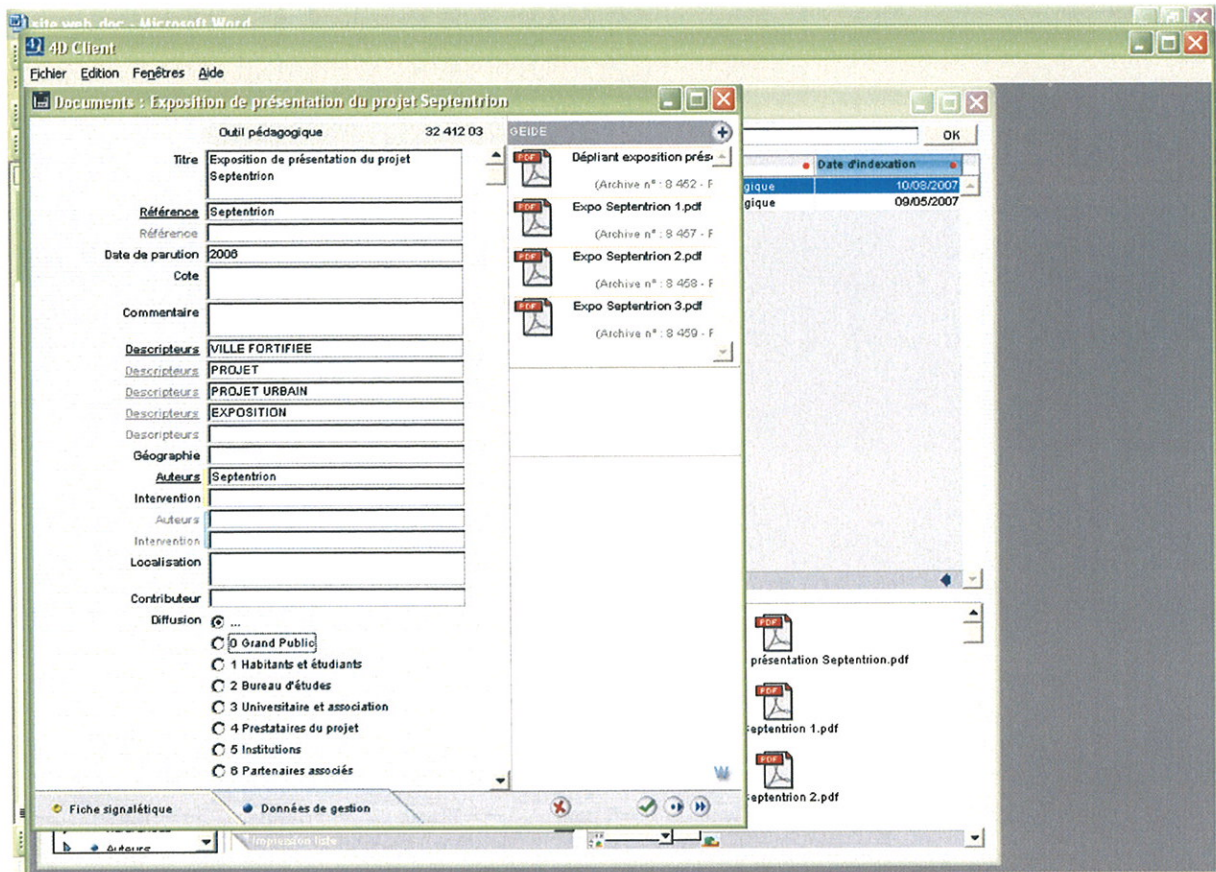 site web.doc - Microsoft Word
4D Client
Fichier Edition Fenêtres Aide
Documents : Exposition de présentation du projet Septentrion
Outil pédagogique 32 412 03
Titre Exposition de présentation du projet
Septentrion
Référence Septentrion
Référence
Date de parution 2006
Cote
Commentaire
Descripteurs VILLE FORTIFIEE
Descripteurs PROJET
Descripteurs PROJET URBAIN
Descripteurs EXPOSITION
Descripteurs
Géographie
Auteurs Septentrion
Intervention
Auteurs
Intervention
Localisation
Contributeur
Diffusion ...
0 Grand Public
1 Habitants et étudiants
2 Bureau d'études
3 Universitaire et association
4 Prestataires du projet
5 Institutions
6 Partenaires associés
Fiche signalétique
Données de gestion
GEIDE
PDF Dépliant exposition prés
(Archive n° : 8 452 - F
PDF Expo Septentrion 1.pdf
(Archive n° : 8 457 - F
PDF Expo Septentrion 2.pdf
(Archive n° : 8 458 - F
PDF Expo Septentrion 3.pdf
(Archive n° : 8 459 - F
OK
Date d'indexation
gique 10/08/2007
gique 09/05/2007
PDF
présentation Septentrion.pdf
PDF
eptentrion 1.pdf
PDF
eptentrion 2.pdf
Auteurs
Impression liste